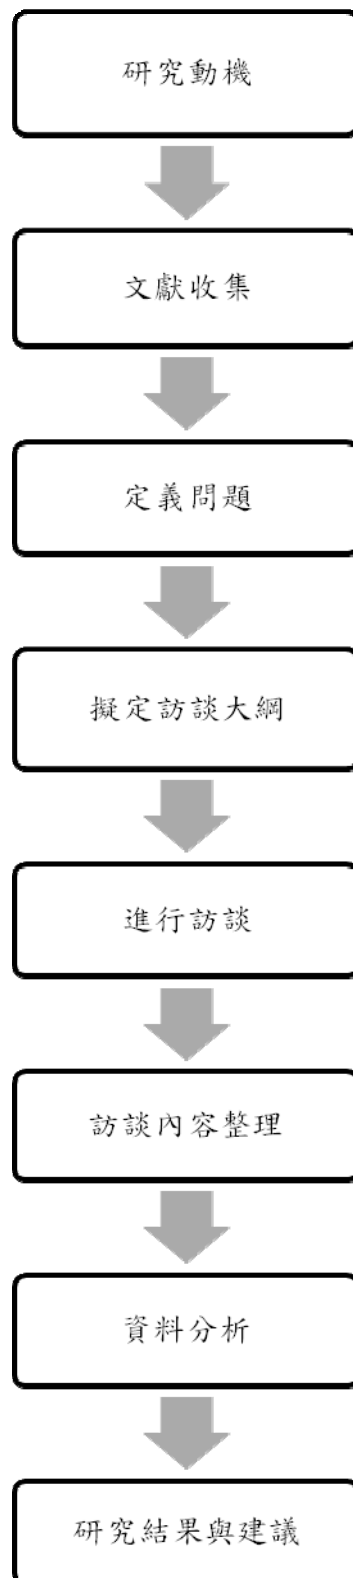 研究動機
文獻收集
定義問題
擬定訪談大綱
進行訪談
訪談內容整理
資料分析
研究結果與建議